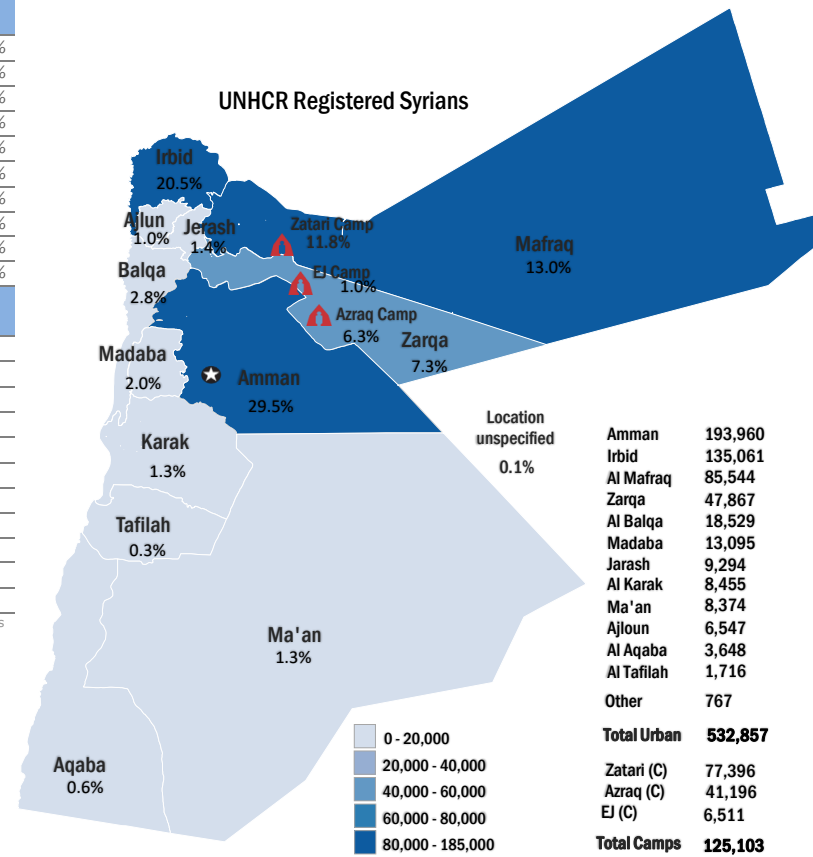 %
%
%
%
%
%
%
%
%
%
s
UNHCR Registered Syrians
Irbid
20.5%
Ajlun
1.0%
Jerash
1.4%
Zatari Camp
11.8%
Mafraq
13.0%
Balqa
2.8%
EJ Camp
1.0%
Azraq Camp
6.3%
Zarqa
7.3%
Madaba
2.0%
Amman
29.5%
Location
unspecified
0.1%
Karak
1.3%
Tafilah
0.3%
Ma'an
1.3%
Aqaba
0.6%
0 - 20,000
20,000 - 40,000
40,000 - 60,000
60,000 - 80,000
80,000 - 185,000
Amman 193,960
Irbid 135,061
Al Mafraq 85,544
Zarqa 47,867
Al Balqa 18,529
Madaba 13,095
Jarash 9,294
Al Karak 8,455
Ma'an 8,374
Ajloun 6,547
Al Aqaba 3,648
Al Tafilah 1,716
Other 767
Total Urban 532,857
Zatari (C) 77,396
Azraq (C) 41,196
EJ (C) 6,511
Total Camps 125,103